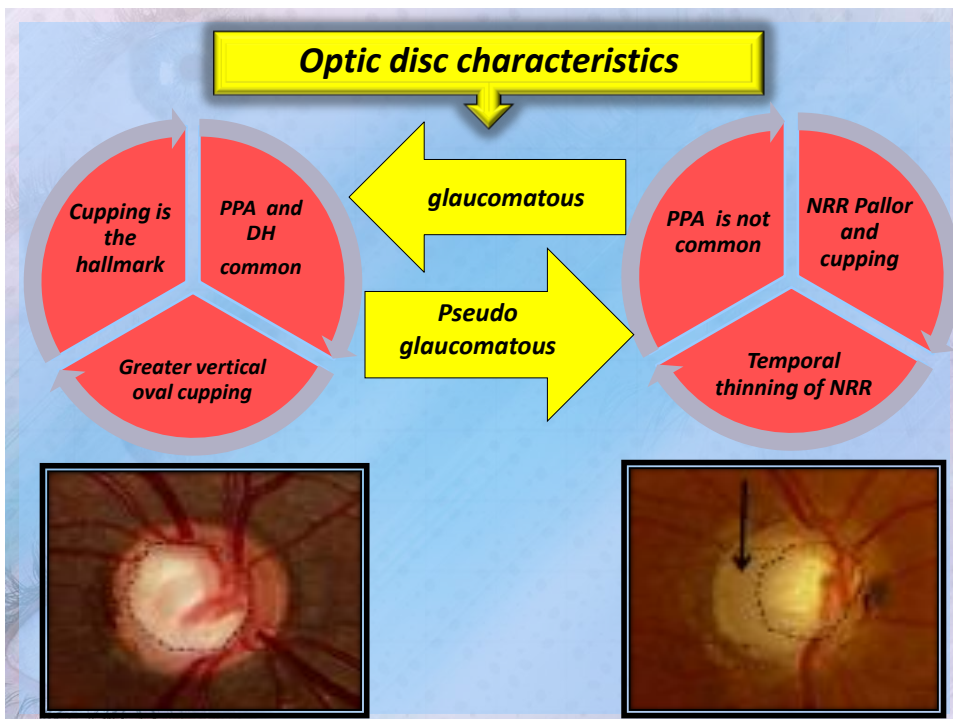 Optic disc characteristics
Cupping is
the
hallmark
PPA and
DH
common
Greater vertical
oval cupping
glaucomatous
Pseudo
glaucomatous
PPA is not
common
NRR Pallor
and
cupping
Temporal
thinning of NRR